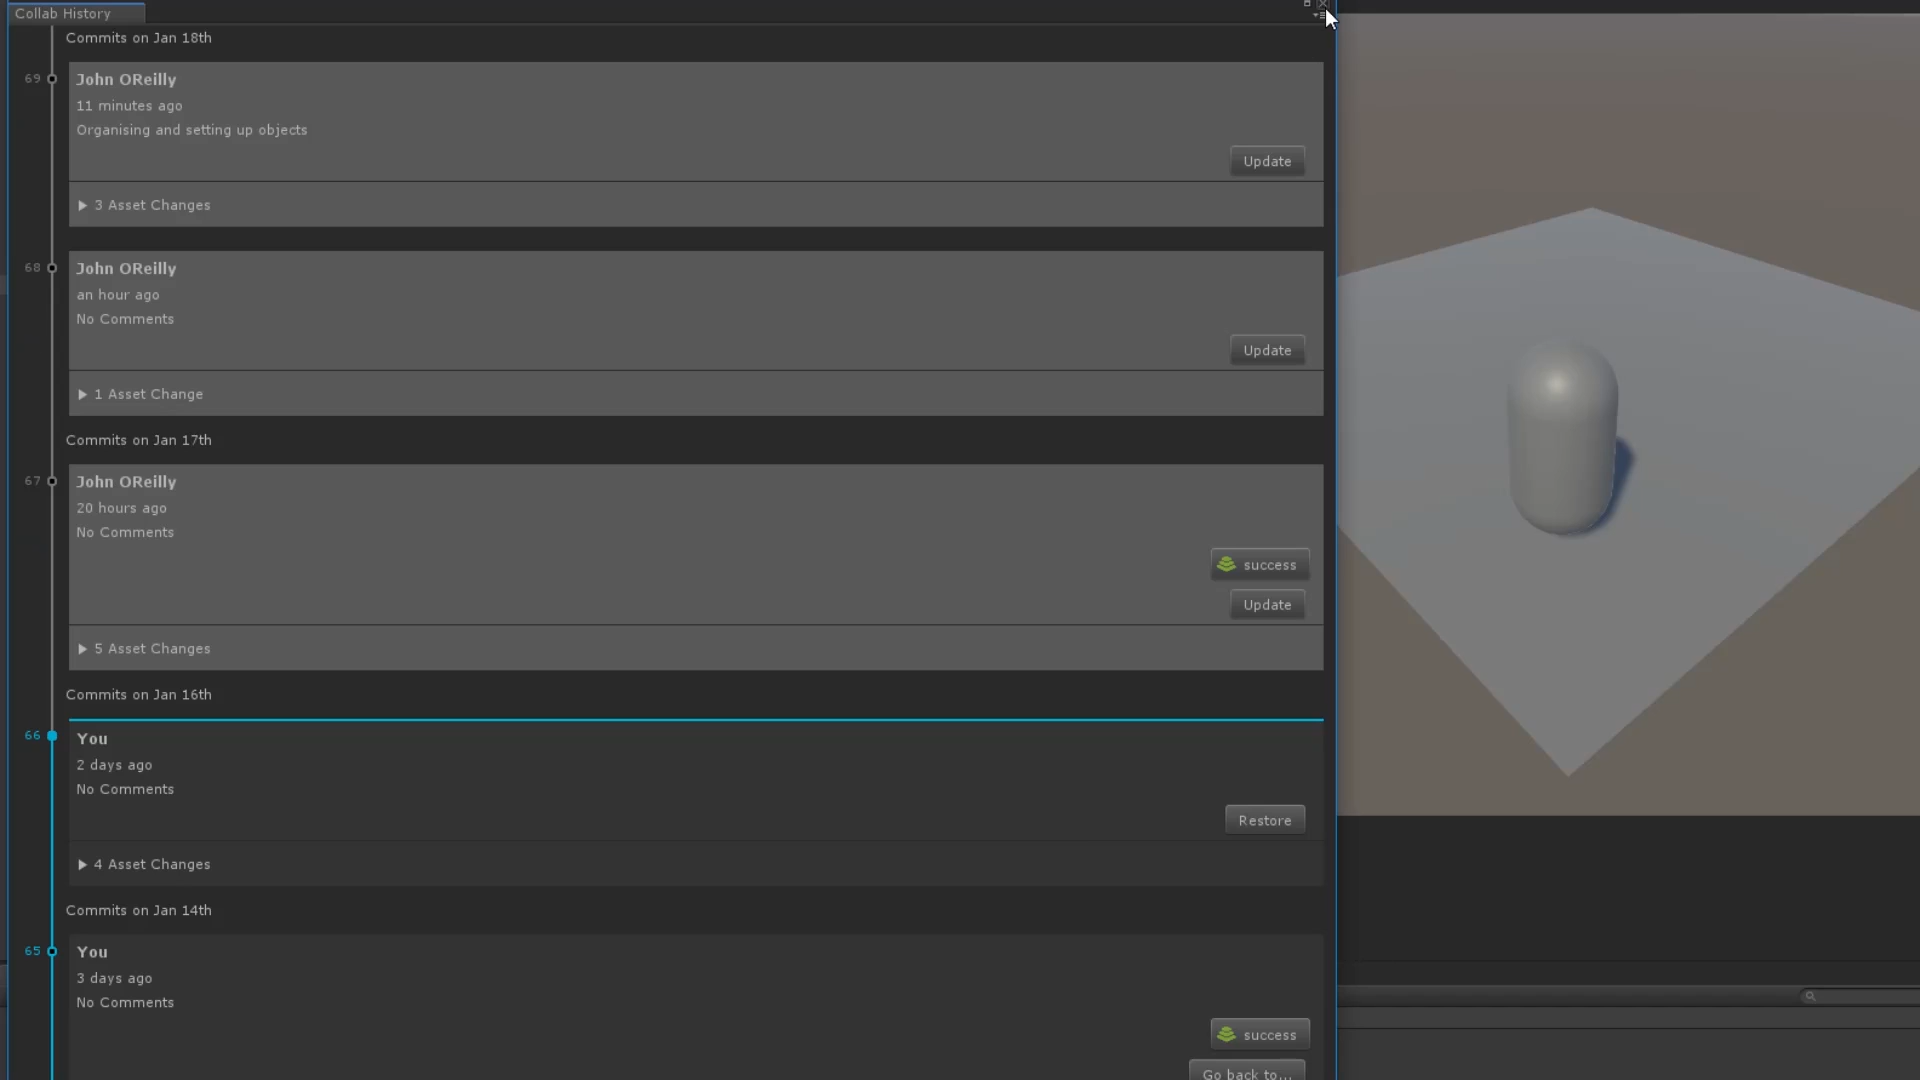 Collab History
Commits on Jan 18th
69
John OReilly
11 minutes ago
Organising and setting up objects
Update
3 Asset Changes
68
John OReilly
an hour ago
No Comments
Update
1 Asset Change
Commits on Jan 17th
67
John OReilly
20 hours ago
No Comments
success
Update
5 Asset Changes
Commits on Jan 16th
66
You
2 days ago
No Comments
Restore
4 Asset Changes
Commits on Jan 14th
65
You
3 days ago
No Comments
success
Go back to...